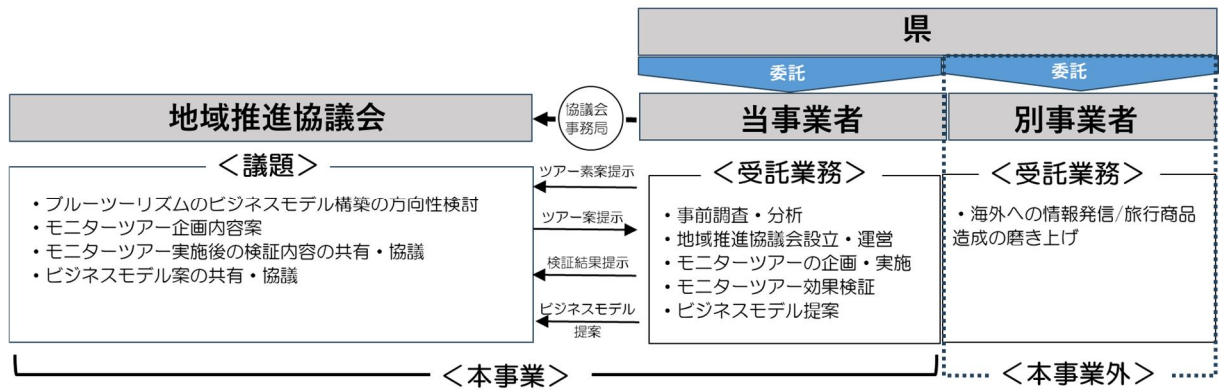 県
委託
委託
地域推進協議会
協議会
事務局
当事業者
別事業者
＜議題＞
・ブルーツーリズムのビジネスモデル構築の方向性検討
・モニターツアー企画内容案
・モニターツアー実施後の検証内容の共有・協議
・ビジネスモデル案の共有・協議
ツアー素案提示
ツアー案提示
検証結果提示
ビジネスモデル
提案
＜受託業務＞
・事前調査・分析
・地域推進協議会設立・運営
・モニターツアーの企画・実施
・モニターツアー効果検証
・ビジネスモデル提案
＜受託業務＞
・海外への情報発信/旅行商品
造成の磨き上げ
＜本事業＞
＜本事業外＞